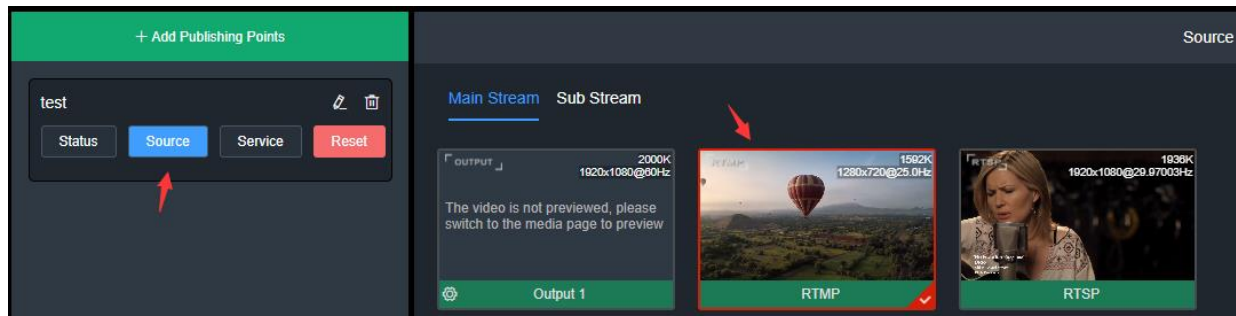 + Add Publishing Points
Source
test
Status
Source
Service
Reset
Main Stream
Sub Stream
OUTPUT
2000K
1920x1080@60Hz
The video is not previewed, please
switch to the media page to preview
Output 1
RTMP
1592K
1280x720@25.0Hz
RTMP
RTSP
1936K
1920x1080@29.97003Hz
RTSP